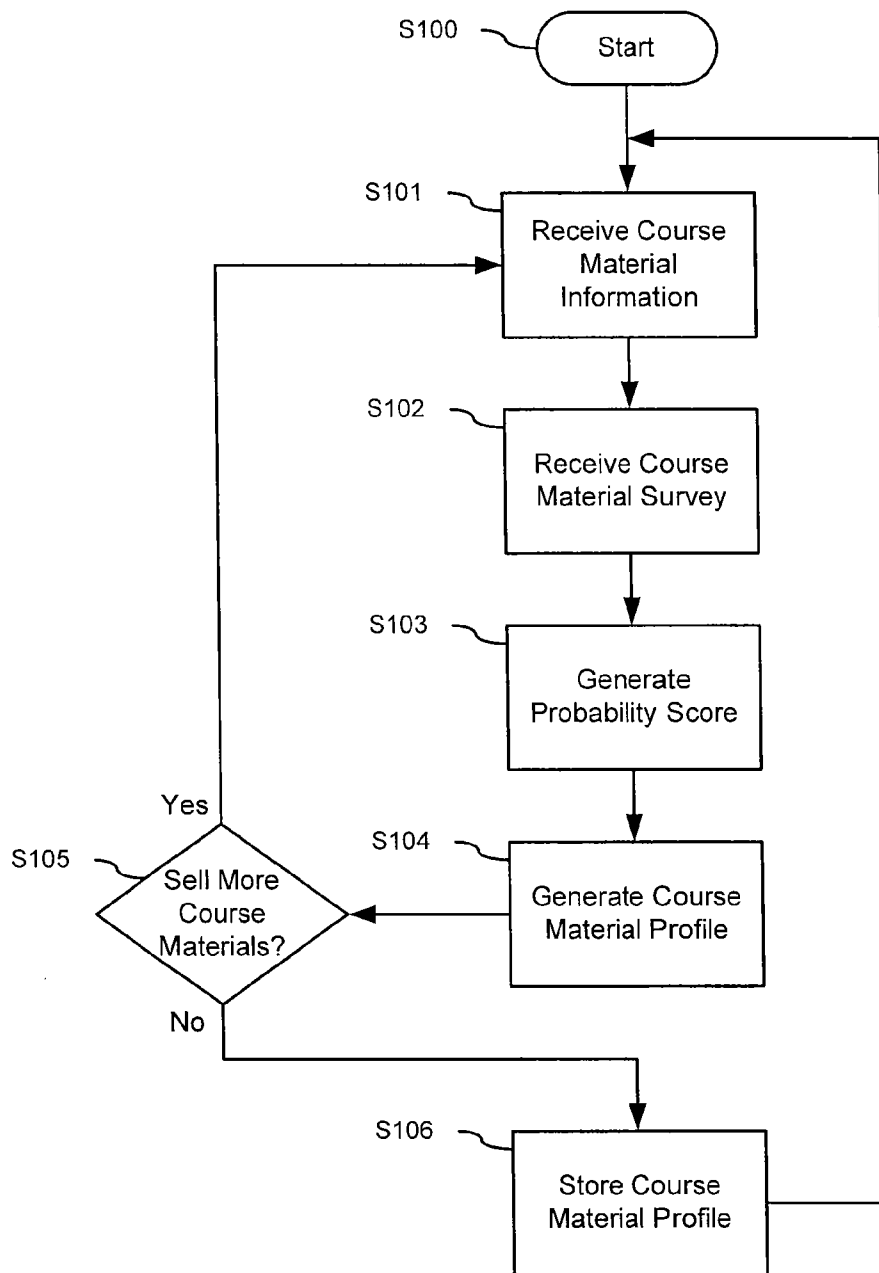 S100
Start
S101
Receive Course
Material
Information
S102
Receive Course
Material Survey
S103
Generate
Probability Score
Yes
S105
Sell More
Course
Materials?
S104
Generate Course
Material Profile
No
S106
Store Course
Material Profile